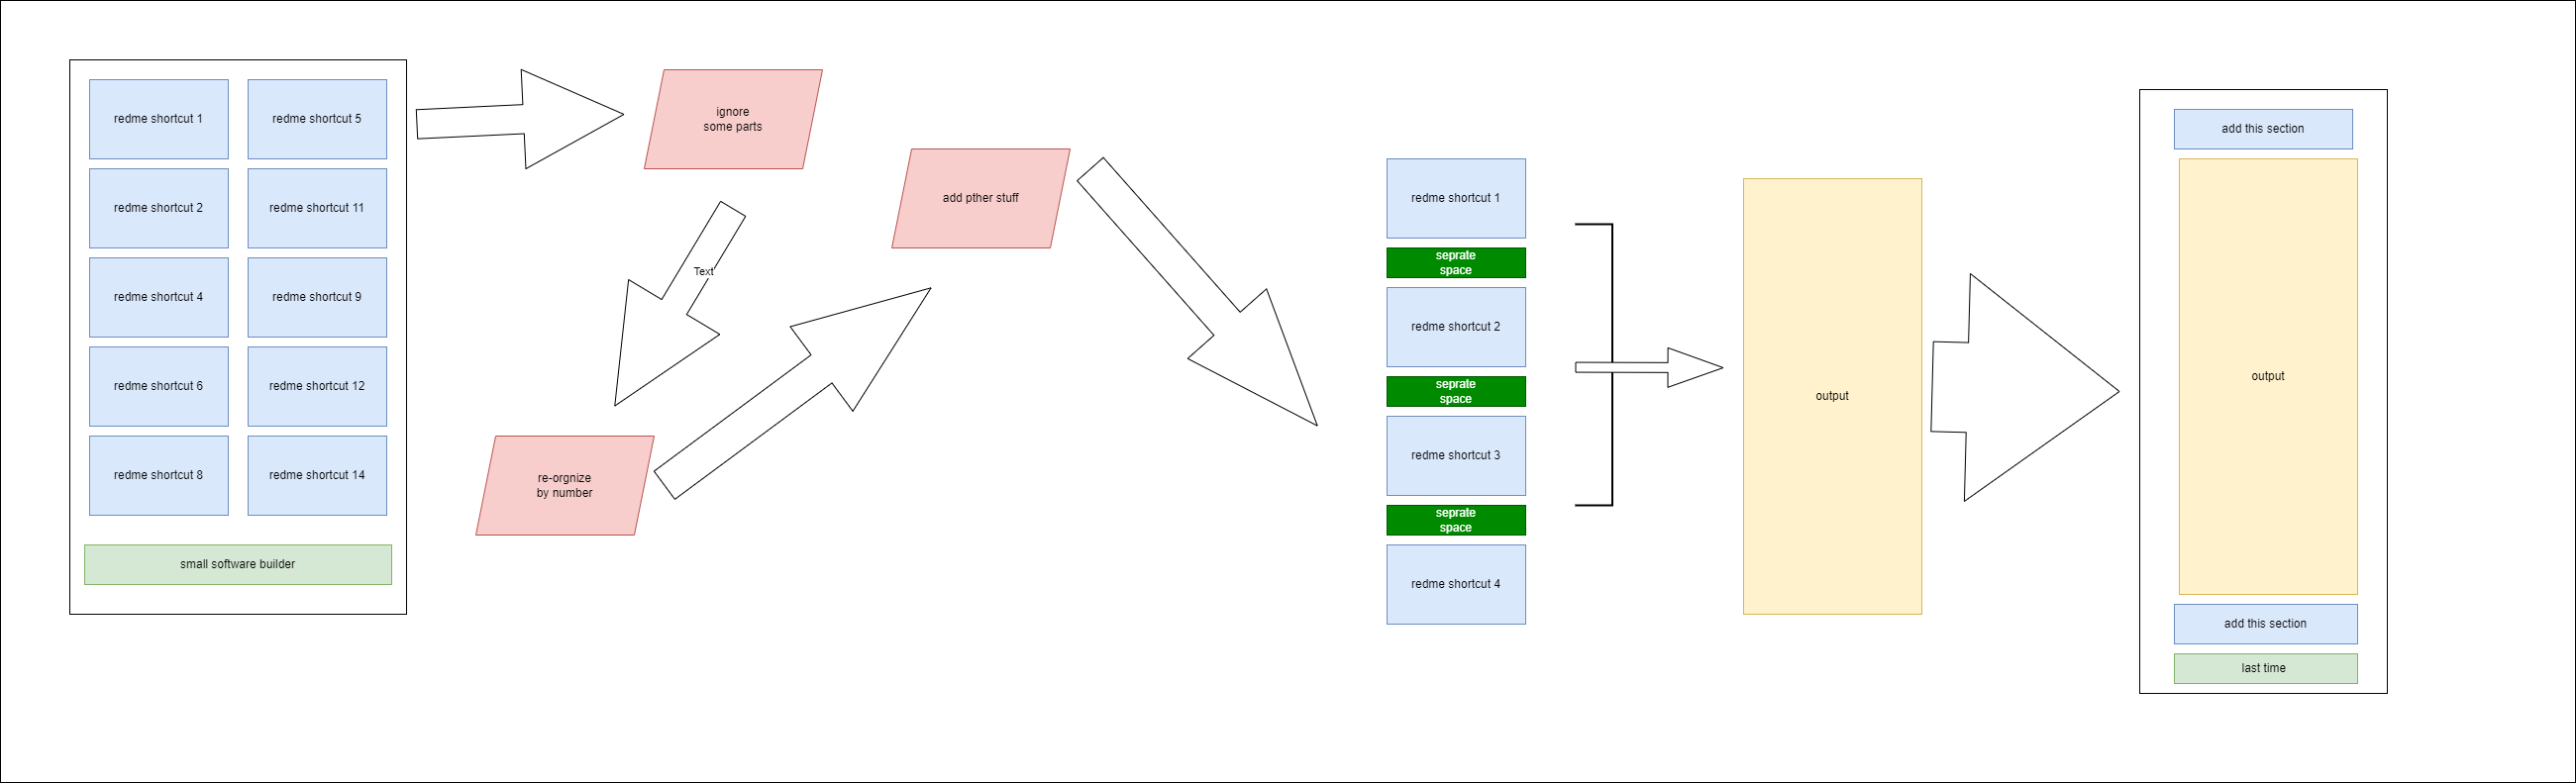 redme shortcut 1
redme shortcut 5
redme shortcut 2
redme shortcut 11
redme shortcut 4
redme shortcut 9
redme shortcut 6
redme shortcut 12
redme shortcut 8
redme shortcut 14
small software builder
ignore
some parts
Text
re-orgnize
by number
add pther stuff
redme shortcut 1
seprate
space
redme shortcut 2
seprate
space
redme shortcut 3
seprate
space
redme shortcut 4
output
add this section
output
add this section
last time